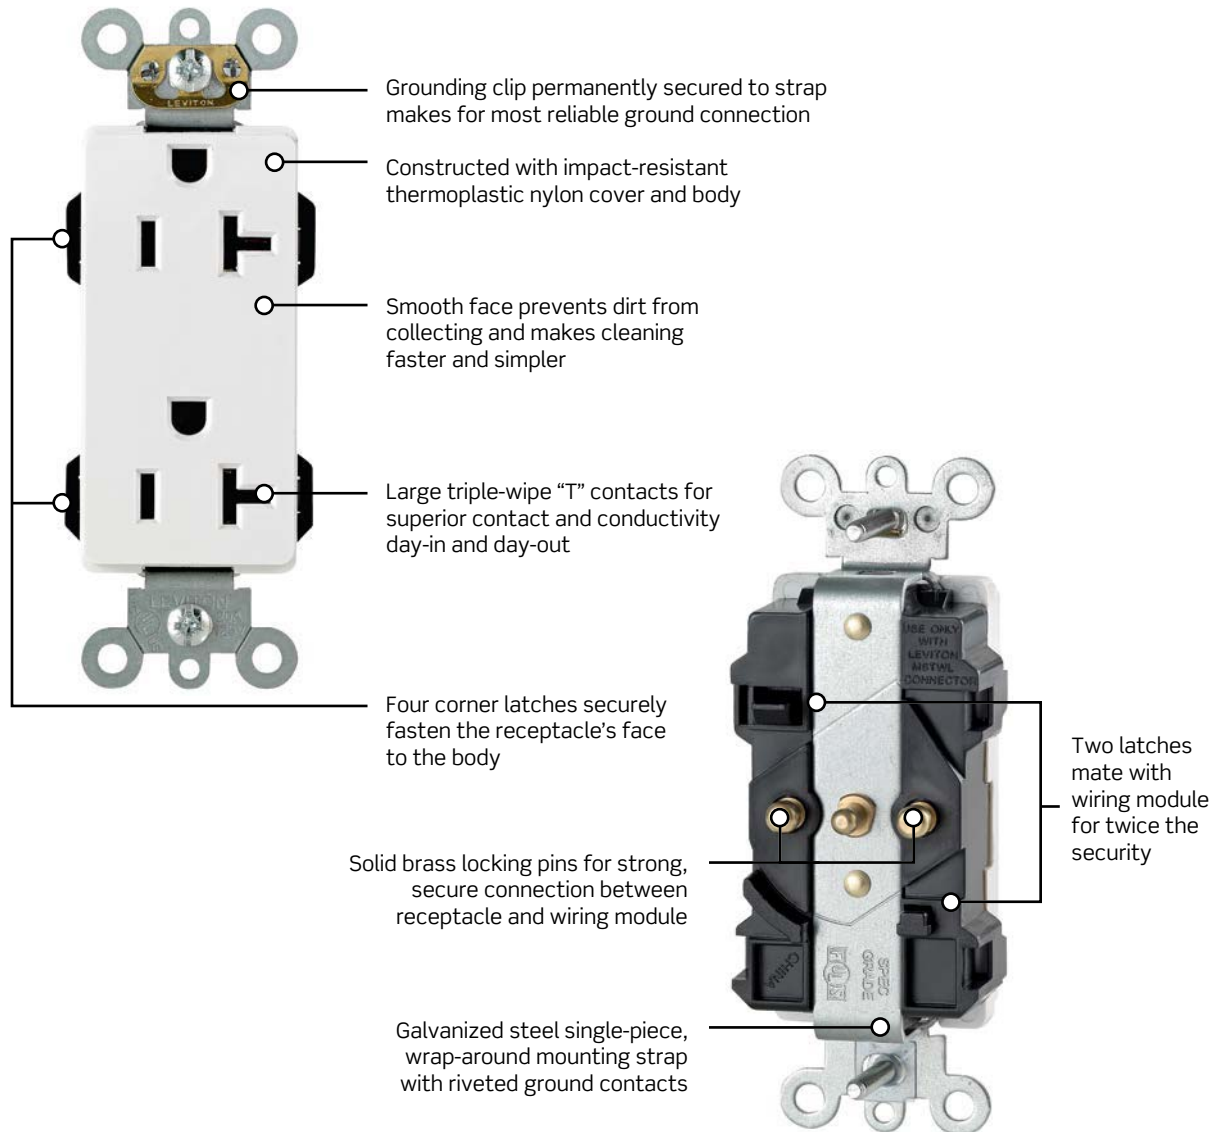 LEVITON
Grounding clip permanently secured to strap
makes for most reliable ground connection
Constructed with impact-resistant
thermoplastic nylon cover and body
Smooth face prevents dirt from
collecting and makes cleaning
faster and simpler
Large triple-wipe “T” contacts for
superior contact and conductivity
day-in and day-out
LEVITON
Four corner latches securely
fasten the receptacle’s face
to the body
USE ONLY
WITH
LEVITON
MSTWL
CONNECTOR
Two latches
mate with
wiring module
for twice the
security
Solid brass locking pins for strong,
secure connection between
receptacle and wiring module
CHINA
SPEC
GRADE
Galvanized steel single-piece,
wrap-around mounting strap
with riveted ground contacts